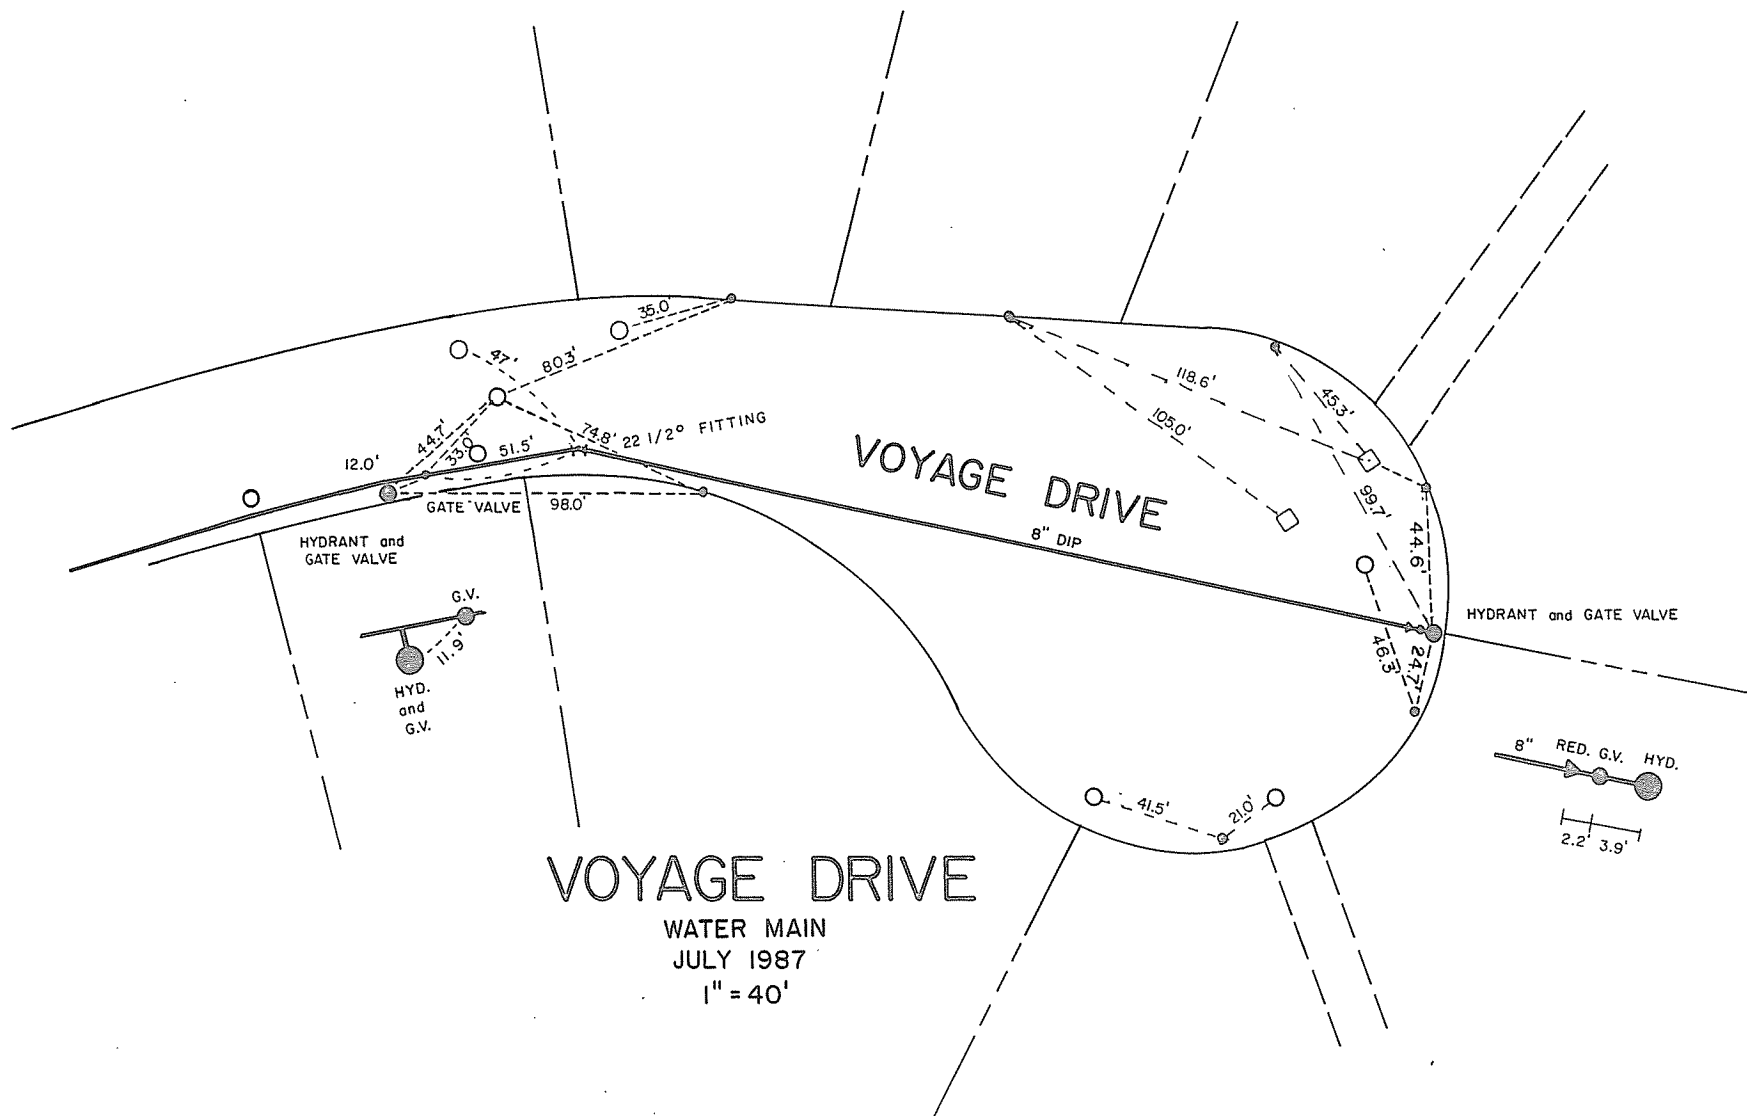 35.0'
47'
80.3'
118.6'
45.3'
105.0'
44.7'
33.0'
51.5'
74.8'
22 1/2° FITTING
12.0'
VOYAGE DRIVE
99.7'
GATE VALVE
98.0'
8" DIP
44.6'
HYDRANT and
GATE VALVE
G.V.
11.9'
HYD.
and
G.V.
HYDRANT and GATE VALVE
46.3'
24.7'
8" RED. G.V. HYD.
2.2' 3.9'
41.5'
21.0'
VOYAGE DRIVE
WATER MAIN
JULY 1987
1" = 40'